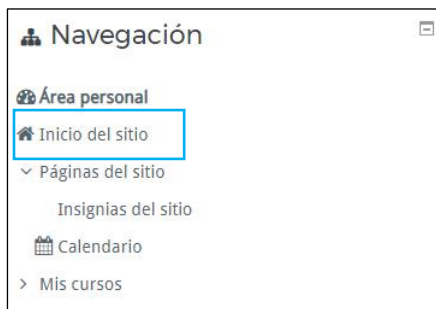 Navegación
Área personal
Inicio del sitio
Páginas del sitio
Insignias del sitio
Calendario
Mis cursos